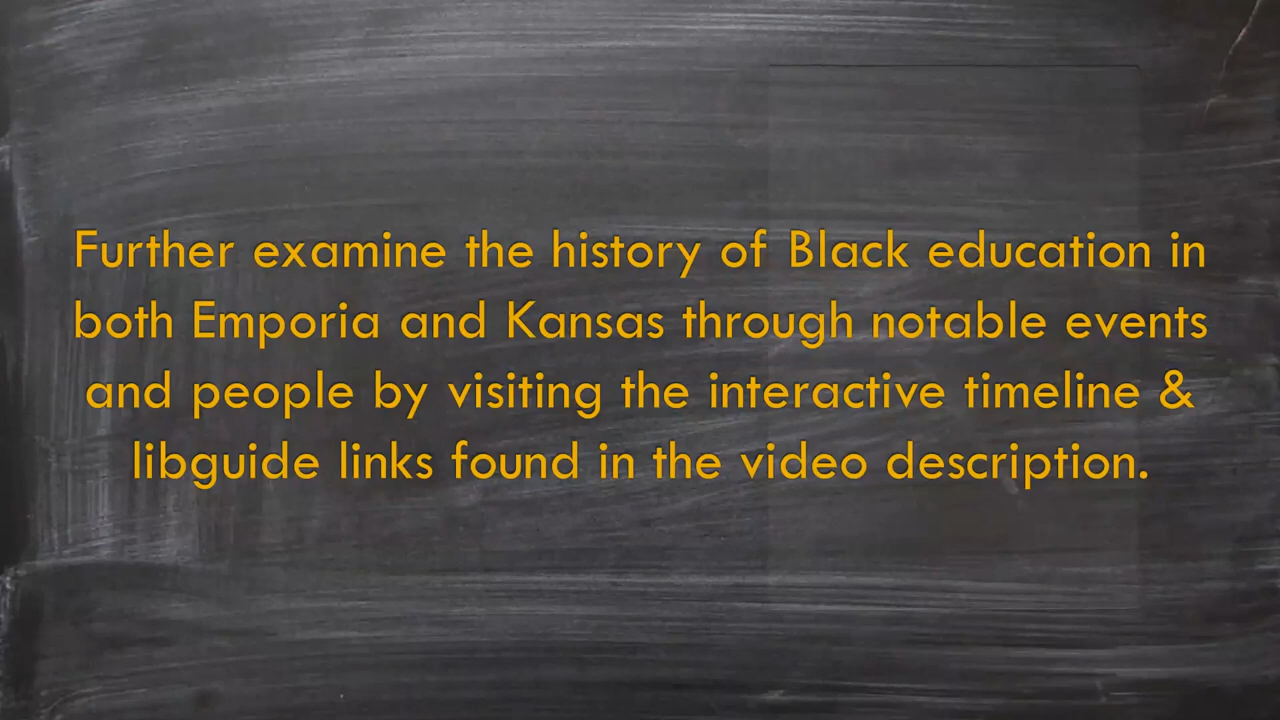 Further examine the history of Black education in
both Emporia and Kansas through notable events
and people by visiting the interactive timeline &
libguide links found in the video description.